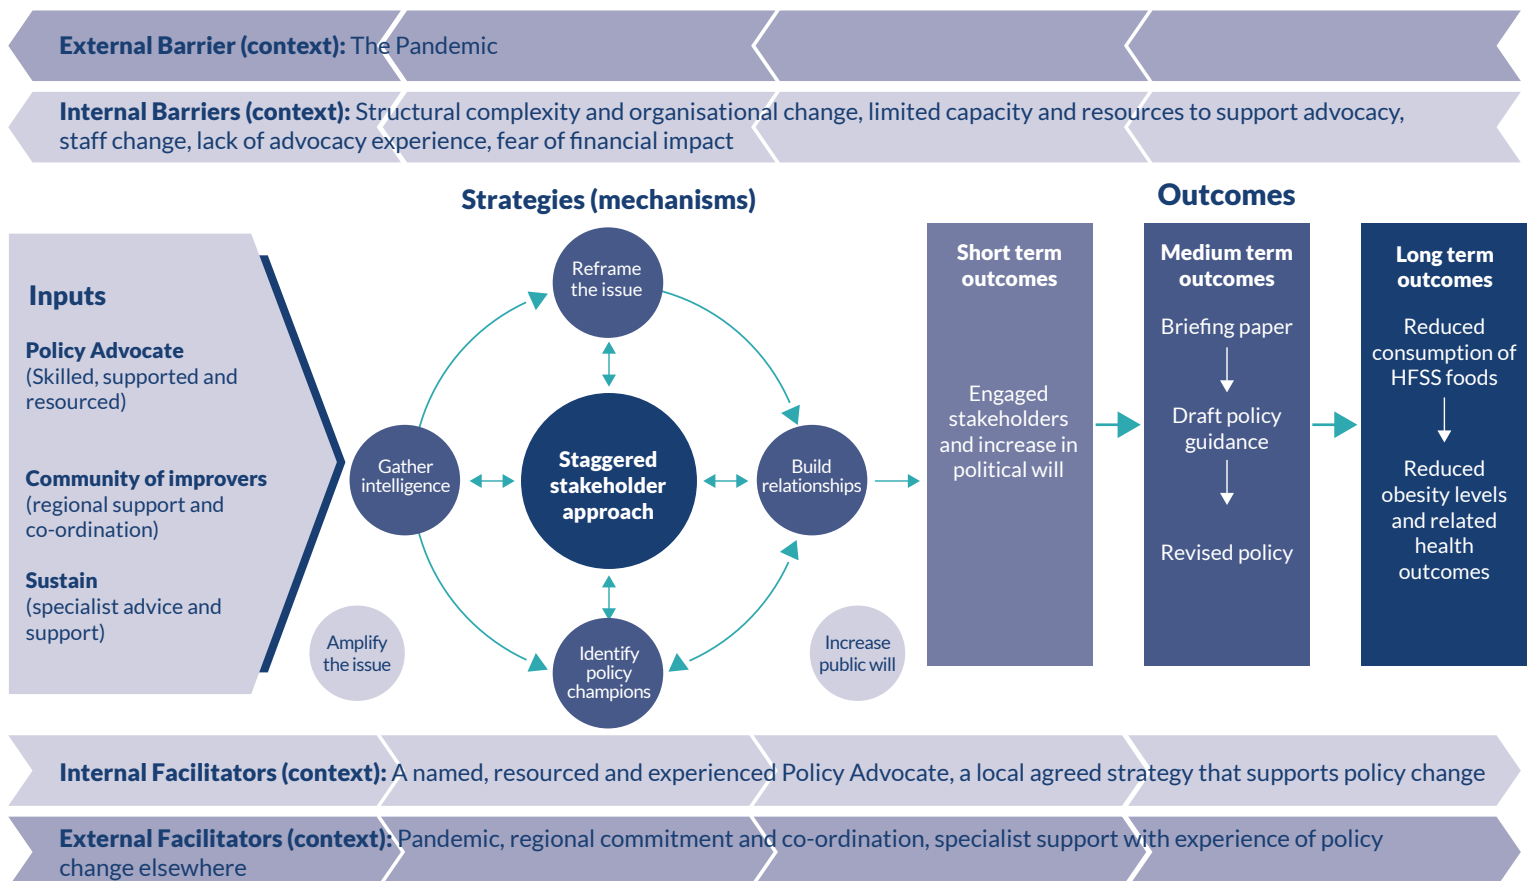 External Barrier (context): The Pandemic
Internal Barriers (context): Structural complexity and organisational change, limited capacity and resources to support advocacy,
staff change, lack of advocacy experience, fear of financial impact
Strategies (mechanisms)
Outcomes
Inputs
Policy Advocate
(Skilled, supported and
resourced)
Community of improvers
(regional support and
co-ordination)
Sustain
(specialist advice and
support)
Reframe
the issue
Gather
intelligence
Staggered
stakeholder
approach
Build
relationships
Identify
policy
champions
Amplify
the issue
Increase
public will
Short term
outcomes
Engaged
stakeholders
and increase in
political will
Medium term
outcomes
Briefing paper
Draft policy
guidance
Revised policy
Long term
outcomes
Reduced
consumption of
HFSS foods
Reduced
obesity levels
and related
health
outcomes
Internal Facilitators (context): A named, resourced and experienced Policy Advocate, a local agreed strategy that supports policy change
External Facilitators (context): Pandemic, regional commitment and co-ordination, specialist support with experience of policy
change elsewhere